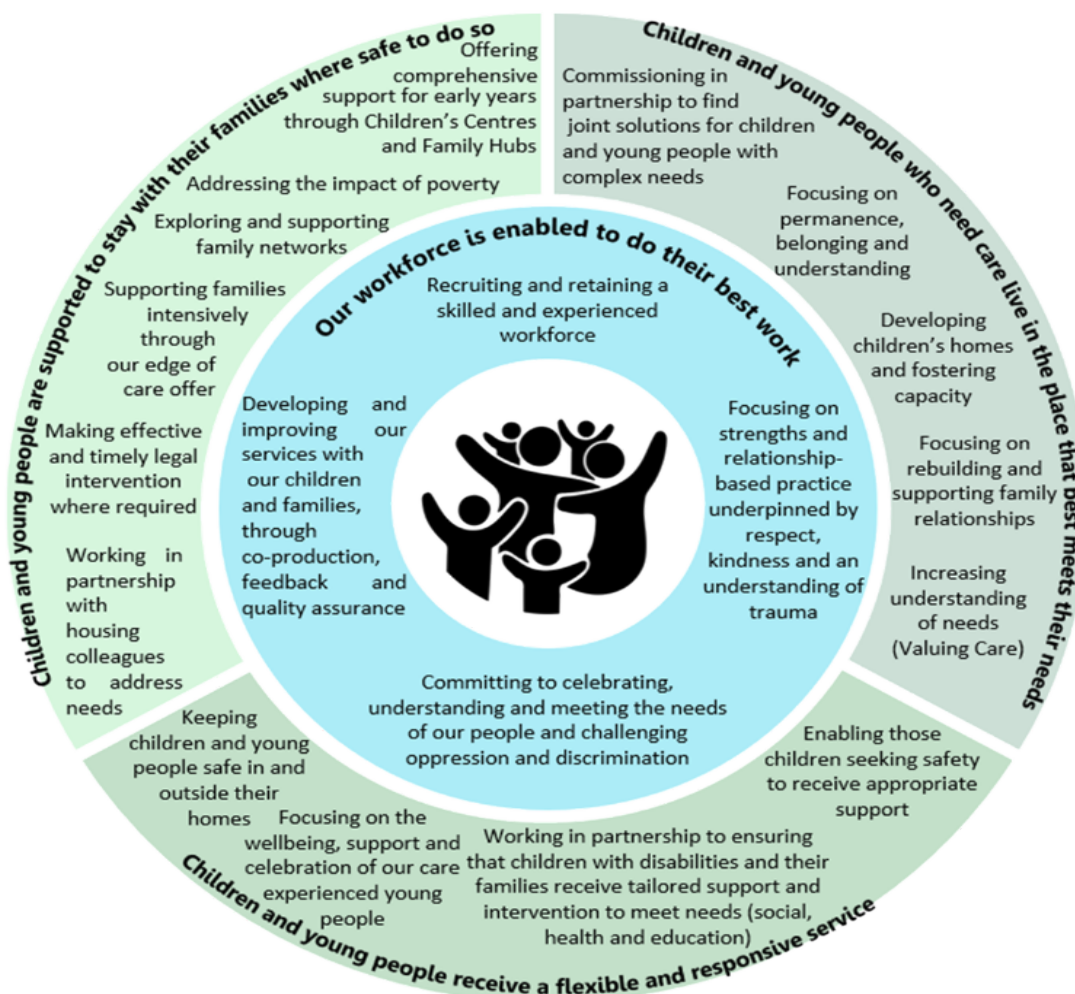 Children and young people are supported to stay with their families where safe to do so
Offering
comprehensive
support for early years
through Children's Centres
and Family Hubs
Addressing the impact of poverty
Exploring and supporting
family networks
Supporting families
intensively
through
our edge of
care offer
Making effective
and timely legal
intervention
where required
Working in
partnership
with
housing
colleagues
to address
needs
Children and young people who need care live in the place that best meets their needs
Commissioning in
partnership to find
joint solutions for children
and young people with
complex needs
Focusing on
permanence,
belonging and
understanding
Developing
children's homes
and fostering
capacity
Focusing on
rebuilding and
supporting family
relationships
Increasing
understanding
of needs
(Valuing Care)
Our workforce is enabled to do their best work
Recruiting and retaining a
skilled and experienced
workforce
Developing and
improving our
services with
our children
and families,
through
co-production,
feedback and
quality assurance
Focusing on
strengths and
relationship-
based practice
underpinned by
respect,
kindness and an
understanding of
trauma
Committing to celebrating,
understanding and meeting the needs
of our people and challenging
oppression and discrimination
Keeping
children and young
people safe in and
outside their
homes
Focusing on the
wellbeing, support and
celebration of our care
experienced young
people
Working in partnership to ensuring
that children with disabilities and their
families receive tailored support and
intervention to meet needs (social,
health and education)
Enabling those
children seeking safety
to receive appropriate
support
Children and young people receive a flexible and responsive service